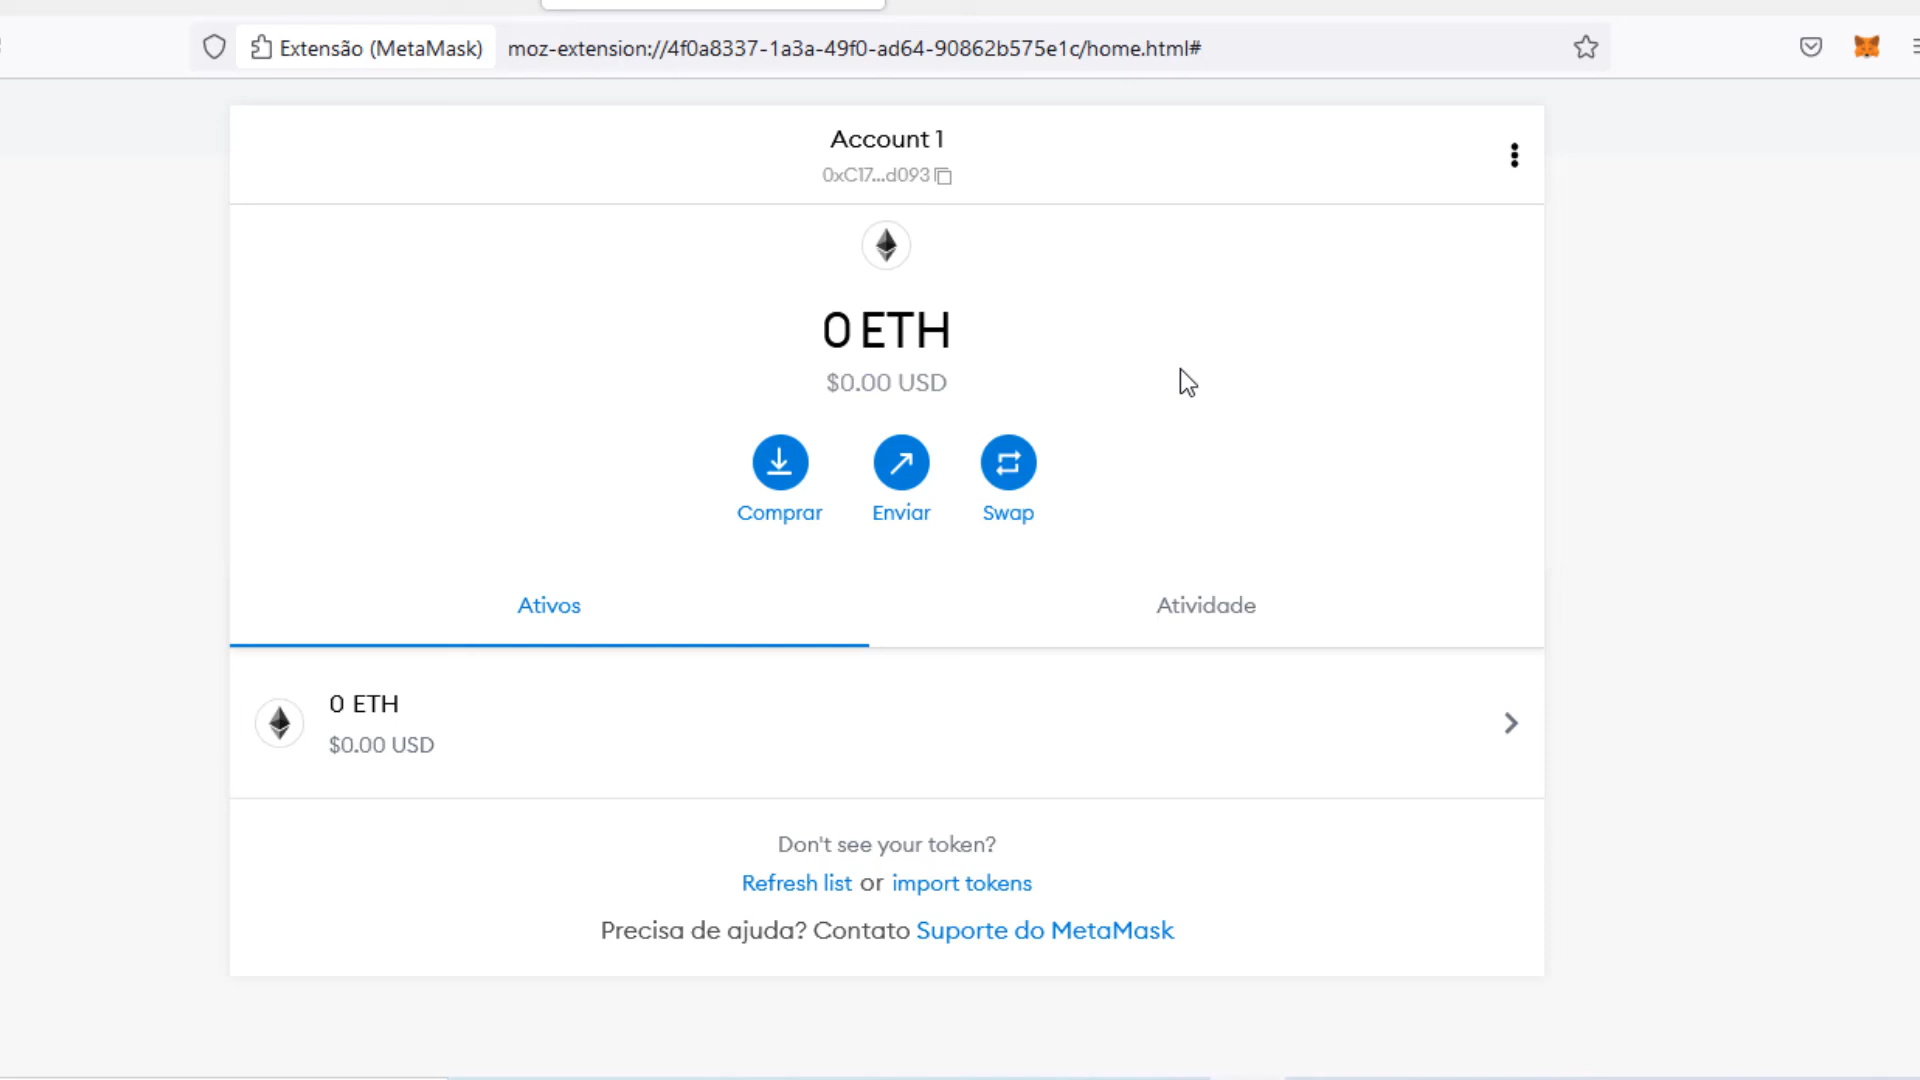 Extensão (MetaMask) moz-extension://4f0a8337-1a3a-49f0-ad64-90862b575e1c/home.html#
Account 1
0xC17...d093
0 ETH
$0.00 USD
Comprar Enviar Swap
Ativos Atividade
0 ETH
$0.00 USD
Don't see your token?
Refresh list or import tokens
Precisa de ajuda? Contato Suporte do MetaMask